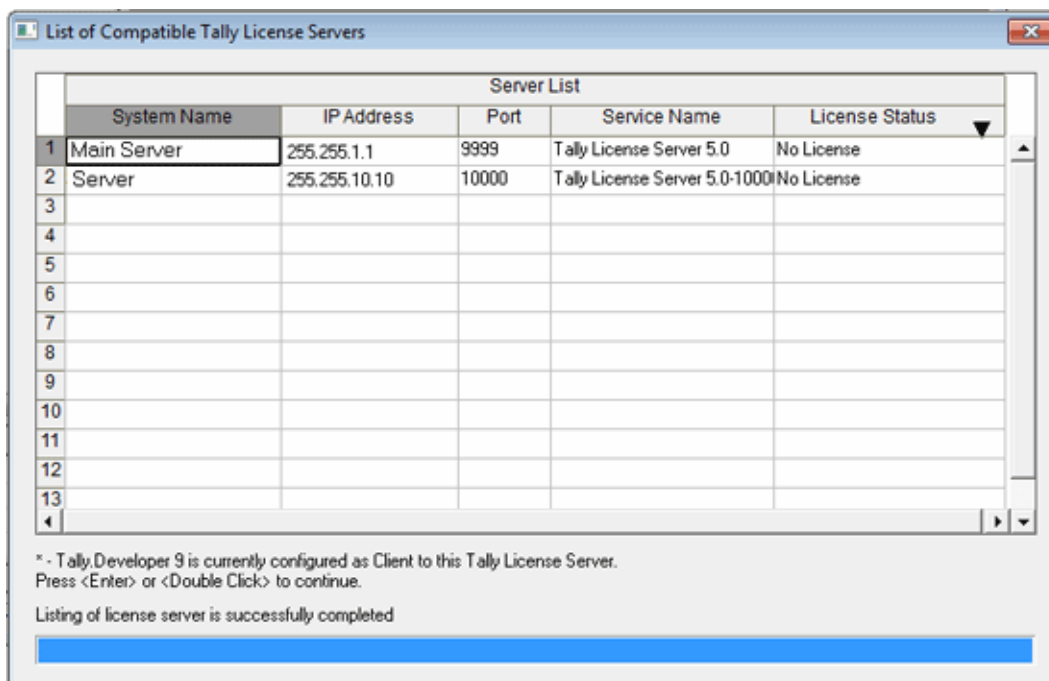 List of Compatible Tally License Servers
Server List
System Name IP Address Port Service Name License Status
1 Main Server 255.255.1.1 9999 Tally License Server 5.0 No License
2 Server 255.255.10.10 10000 Tally License Server 5.0-1000 No License
3
4
5
6
7
8
9
10
11
12
13
* - Tally.Developer 9 is currently configured as Client to this Tally License Server.
Press <Enter> or <Double Click> to continue.
Listing of license server is successfully completed